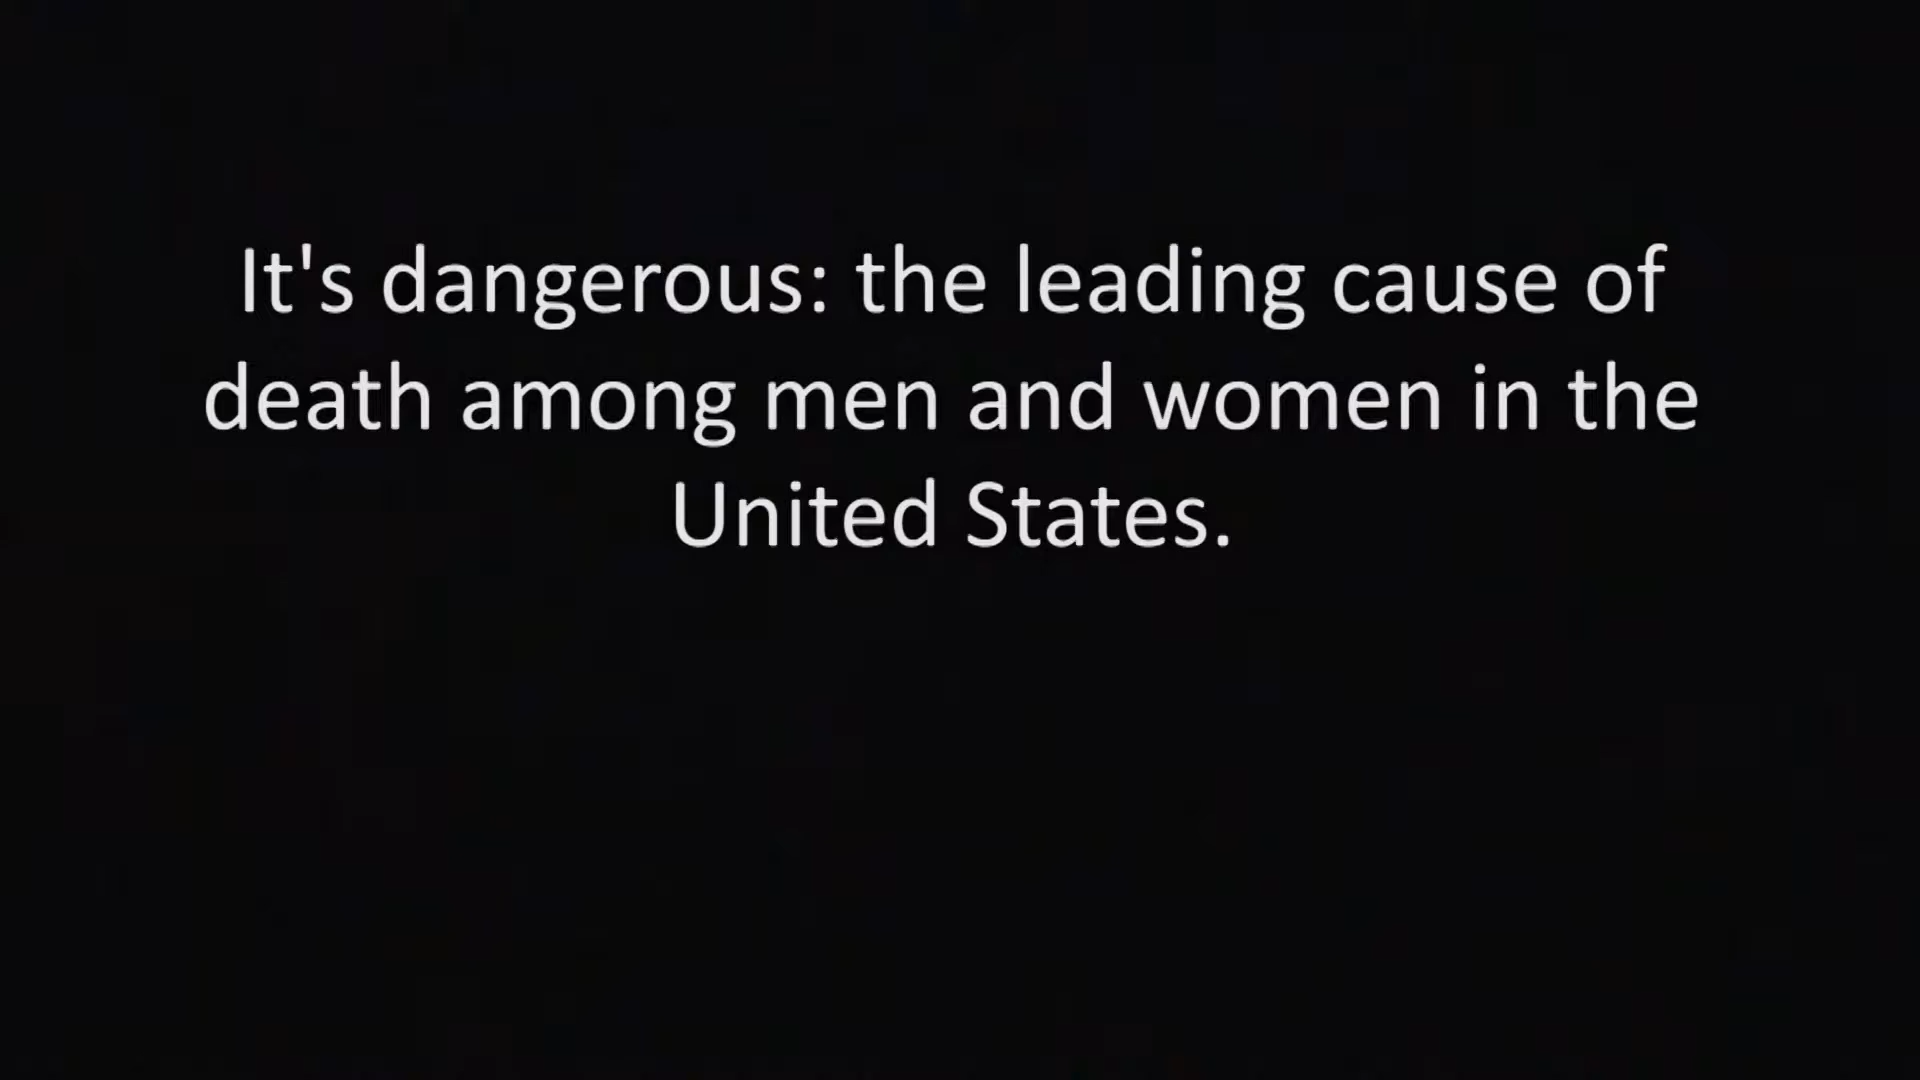 It's dangerous: the leading cause of
death among men and women in the
United States.